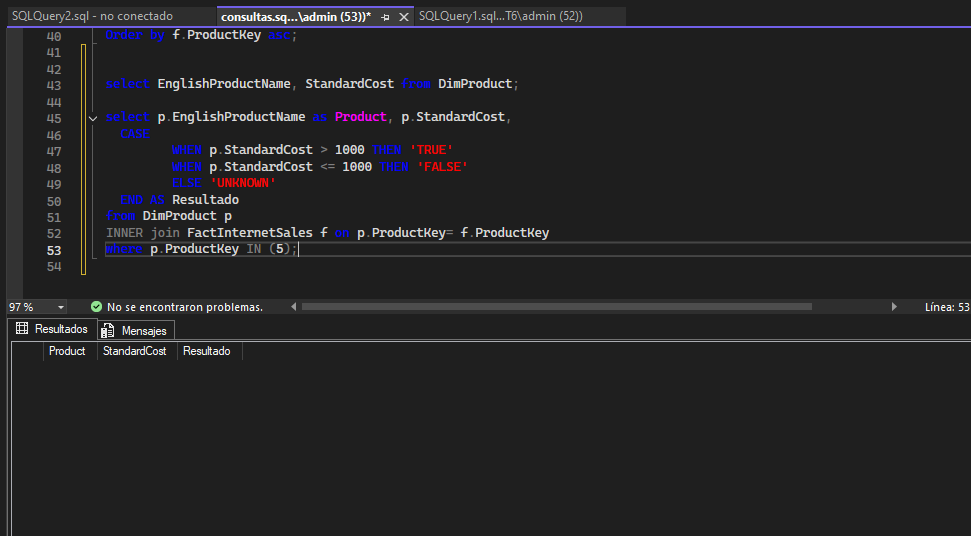 SQLQuery2.sql - no conectado
consultas.sq...\admin (53))*
SQLQuery1.sql...T6\admin (52))
40 Order by f.ProductKey asc;
41
42
43 select EnglishProductName, StandardCost from DimProduct;
44
45 select p.EnglishProductName as Product, p.StandardCost,
46 CASE
47 WHEN p.StandardCost > 1000 THEN 'TRUE'
48 WHEN p.StandardCost <= 1000 THEN 'FALSE'
49 ELSE 'UNKNOWN'
50 END AS Resultado
51 from DimProduct p
52 INNER join FactInternetSales f on p.ProductKey= f.ProductKey
53 where p.ProductKey IN (5);
54
97 % No se encontraron problemas. Línea: 53
Resultados Mensajes
Product StandardCost Resultado